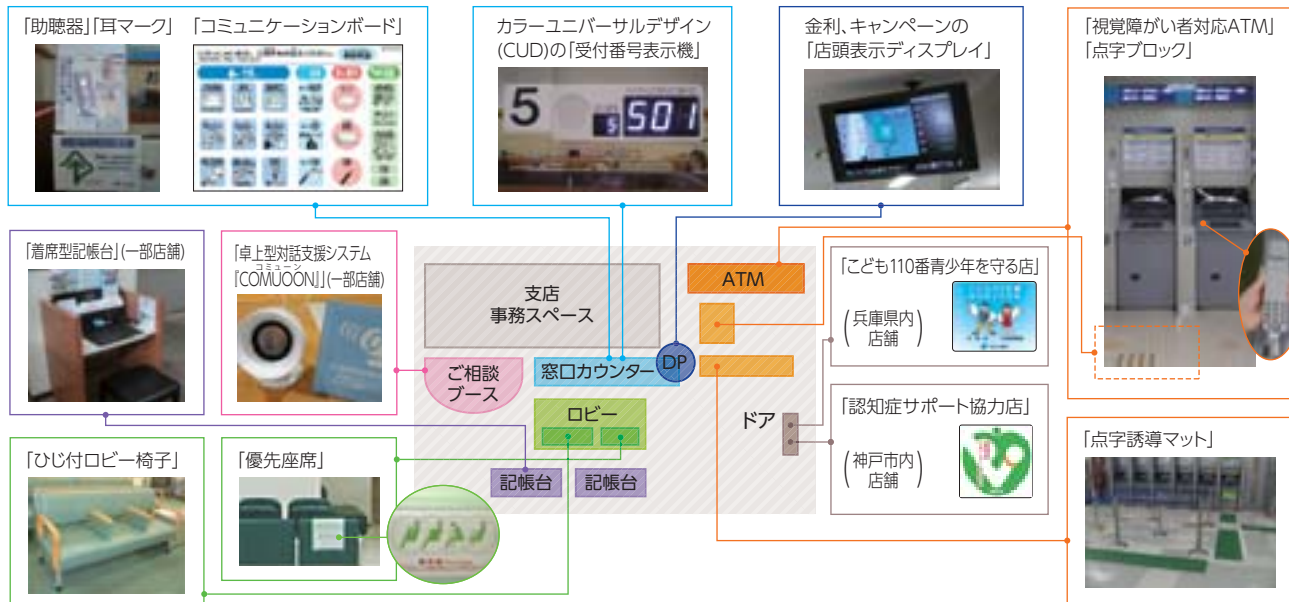 「助聴器」「耳マーク」
「コミュニケーションボード」
カラーユニバーサルデザイン
(CUD)の「受付番号表示機」
5
5
501
金利、キャンペーンの
「店頭表示ディスプレイ」
「視覚障がい者対応ATM」
「点字ブロック」
「着席型記帳台」(一部店舗)
「卓上型対話支援システム
コミューン
『COMUOON』」(一部店舗)
支店
事務スペース
ATM
ご相談
ブース
窓口カウンター
DP
ロビー
ドア
記帳台
記帳台
「こども110番青少年を守る店」
(兵庫県内
店舗)
「認知症サポート協力店」
(神戸市内
店舗)
「ひじ付ロビー椅子」
「優先座席」
「点字誘導マット」